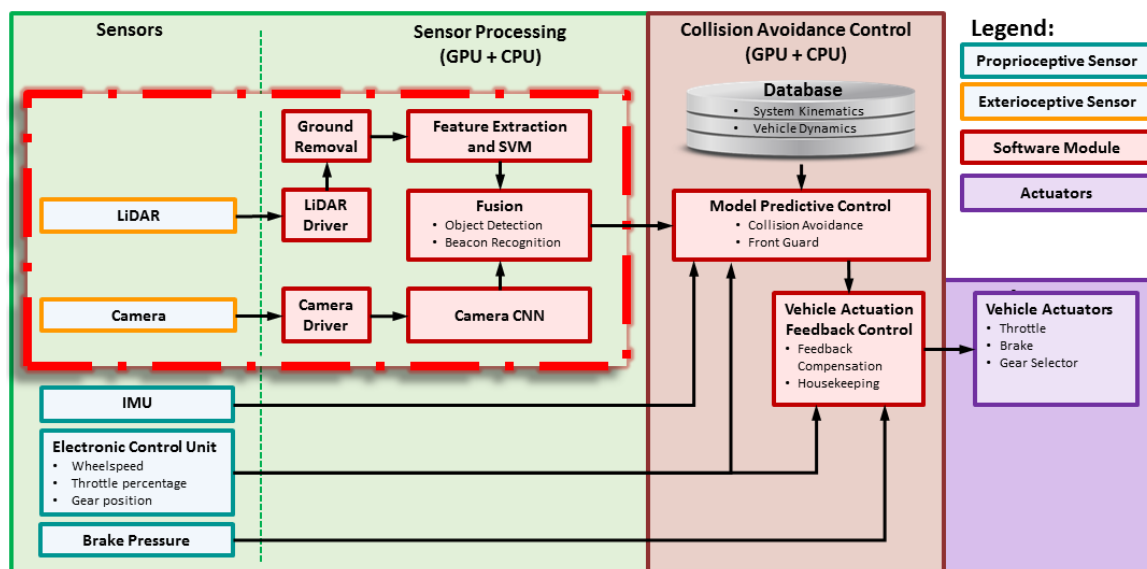 Sensors
Sensor Processing
(GPU + CPU)
Collision Avoidance Control
(GPU + CPU)
Legend:
Proprioceptive Sensor
Exterioceptive Sensor
Software Module
Actuators
Database
• System Kinematics
• Vehicle Dynamics
Ground
Removal
Feature Extraction
and SVM
LiDAR
LiDAR
Driver
Fusion
• Object Detection
• Beacon Recognition
Model Predictive Control
• Collision Avoidance
• Front Guard
Camera
Camera
Driver
Camera CNN
Vehicle Actuation
Feedback Control
• Feedback
Compensation
• Housekeeping
Vehicle Actuators
• Throttle
• Brake
• Gear Selector
IMU
Electronic Control Unit
• Wheelspeed
• Throttle percentage
• Gear position
Brake Pressure